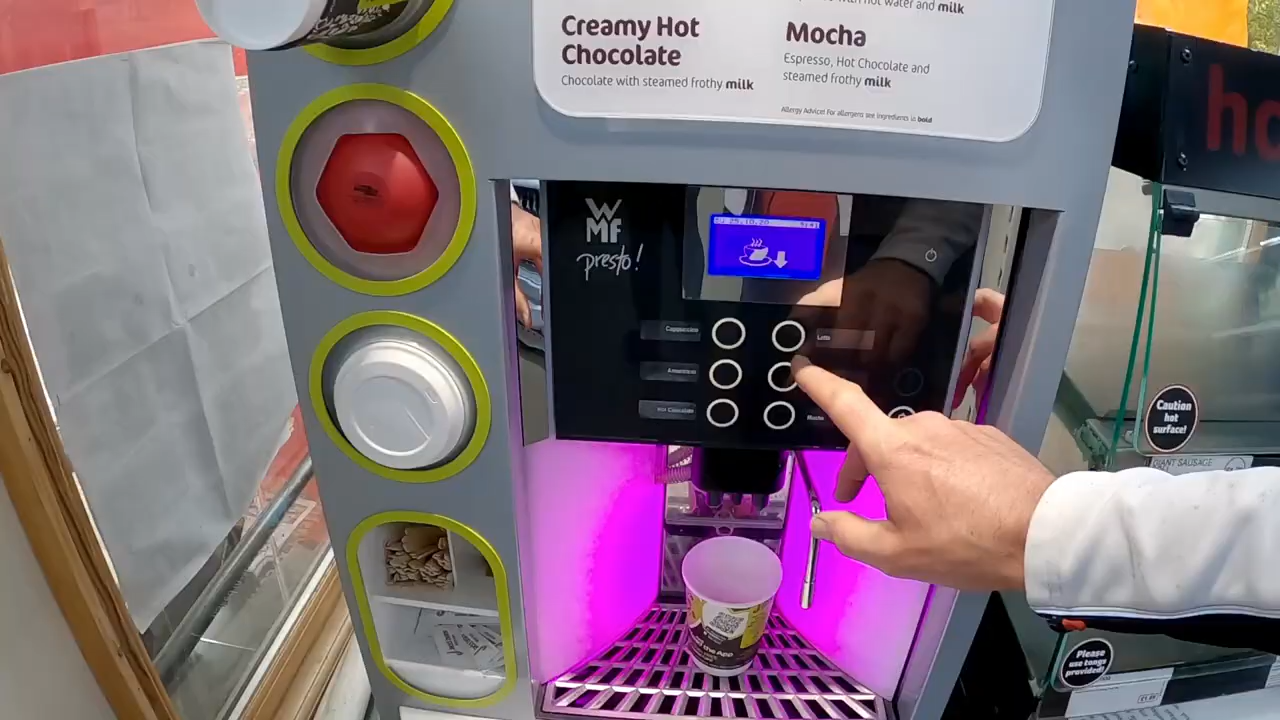 hot water and milk
Creamy Hot
Chocolate
Chocolate with steamed frothy milk
Mocha
Espresso, Hot Chocolate and
steamed frothy milk
Allergy Advice! For allergens see ingredients in bold
WMF
presto!
Cappuccino
Latte
Americano
Hot Chocolate
Mocha
Caution
hot
surface!
GIANT SAUSAGE
the App
Please
use tongs
provided!